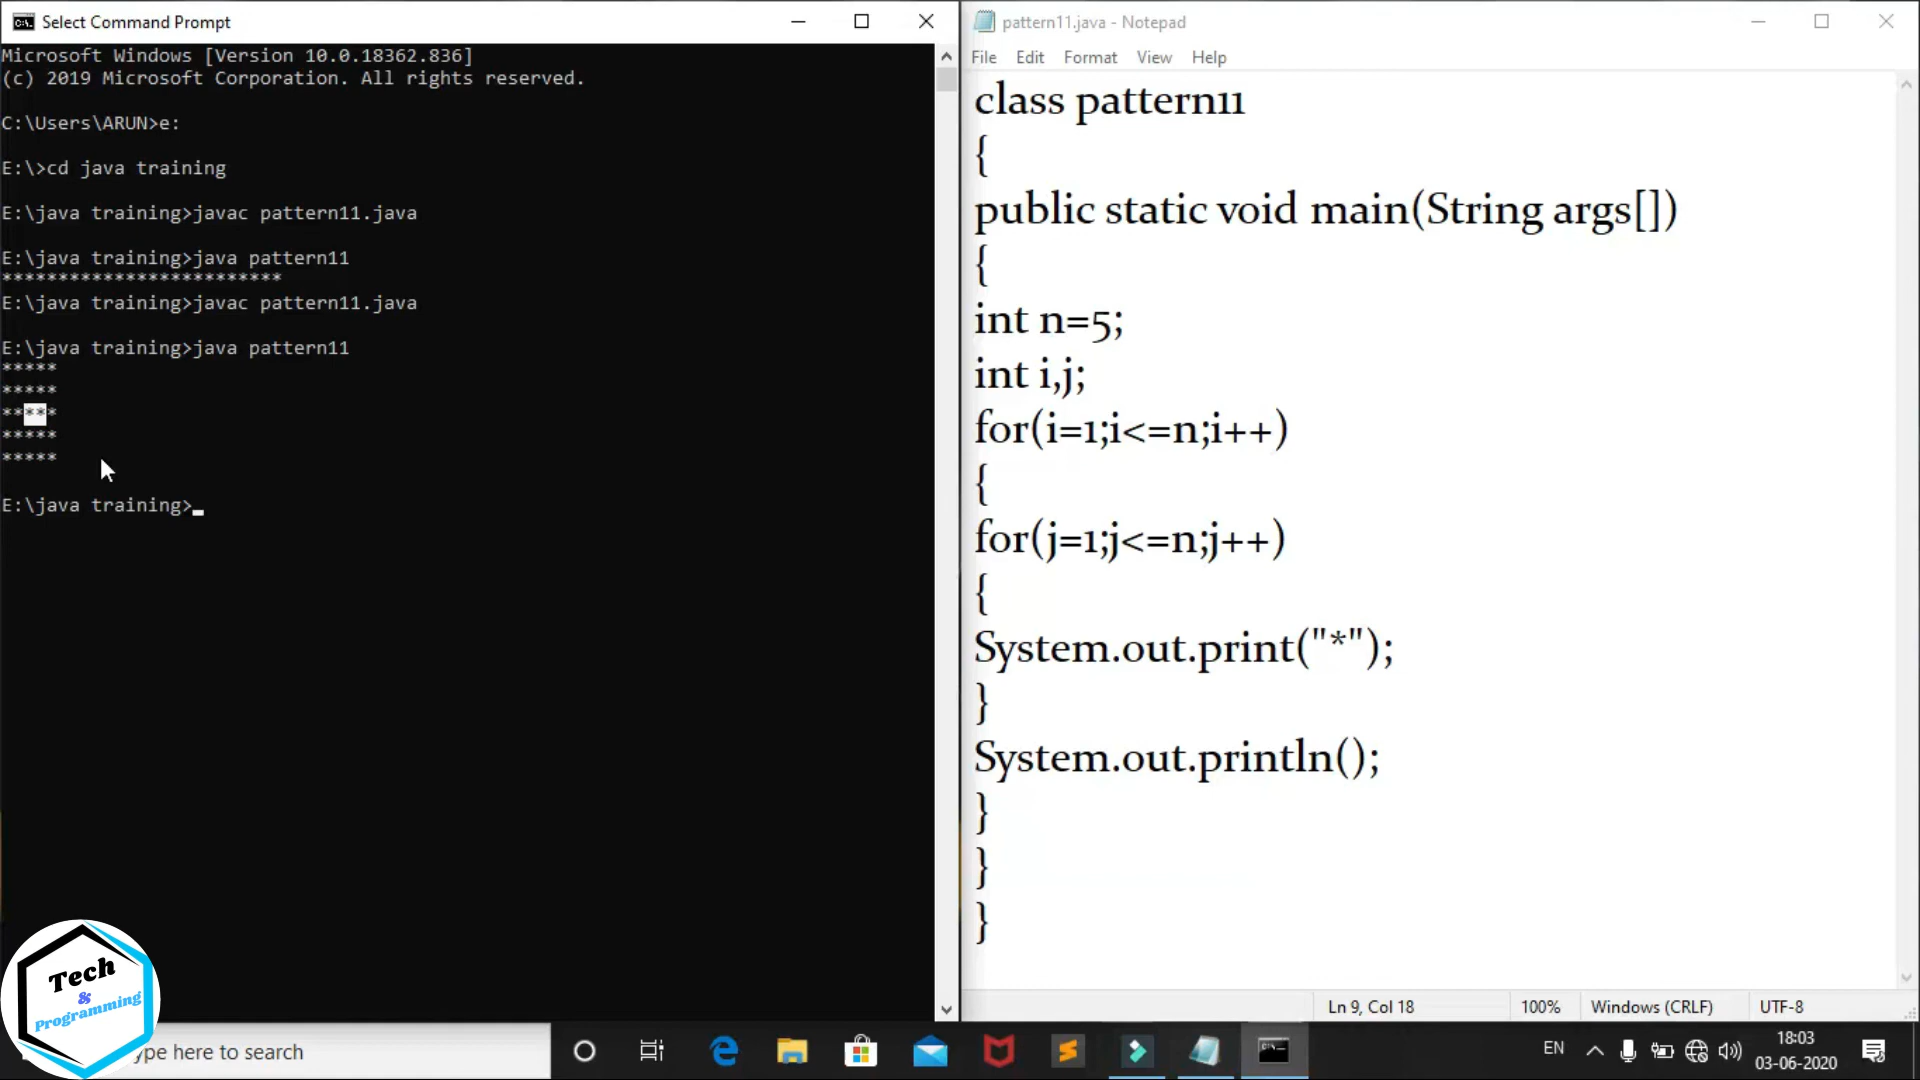 Select Command Prompt
Microsoft Windows [Version 10.0.18362.836]
(c) 2019 Microsoft Corporation. All rights reserved.
C:\Users\ARUN>e:
E:\>cd java training
E:\java training>javac pattern11.java
E:\java training>java pattern11
*************************
E:\java training>javac pattern11.java
E:\java training>java pattern11
*****
*****
*****
*****
*****
E:\java training>
pattern11.java - Notepad
File Edit Format View Help
class pattern11
{
public static void main(String args[])
{
int n=5;
int i,j;
for(i=1;i<=n;i++)
{
for(j=1;j<=n;j++)
{
System.out.print("*");
}
System.out.println();
}
}
}
Ln 9, Col 18 100% Windows (CRLF) UTF-8
Tech
&
Programming
ype here to search
EN
18:03
03-06-2020